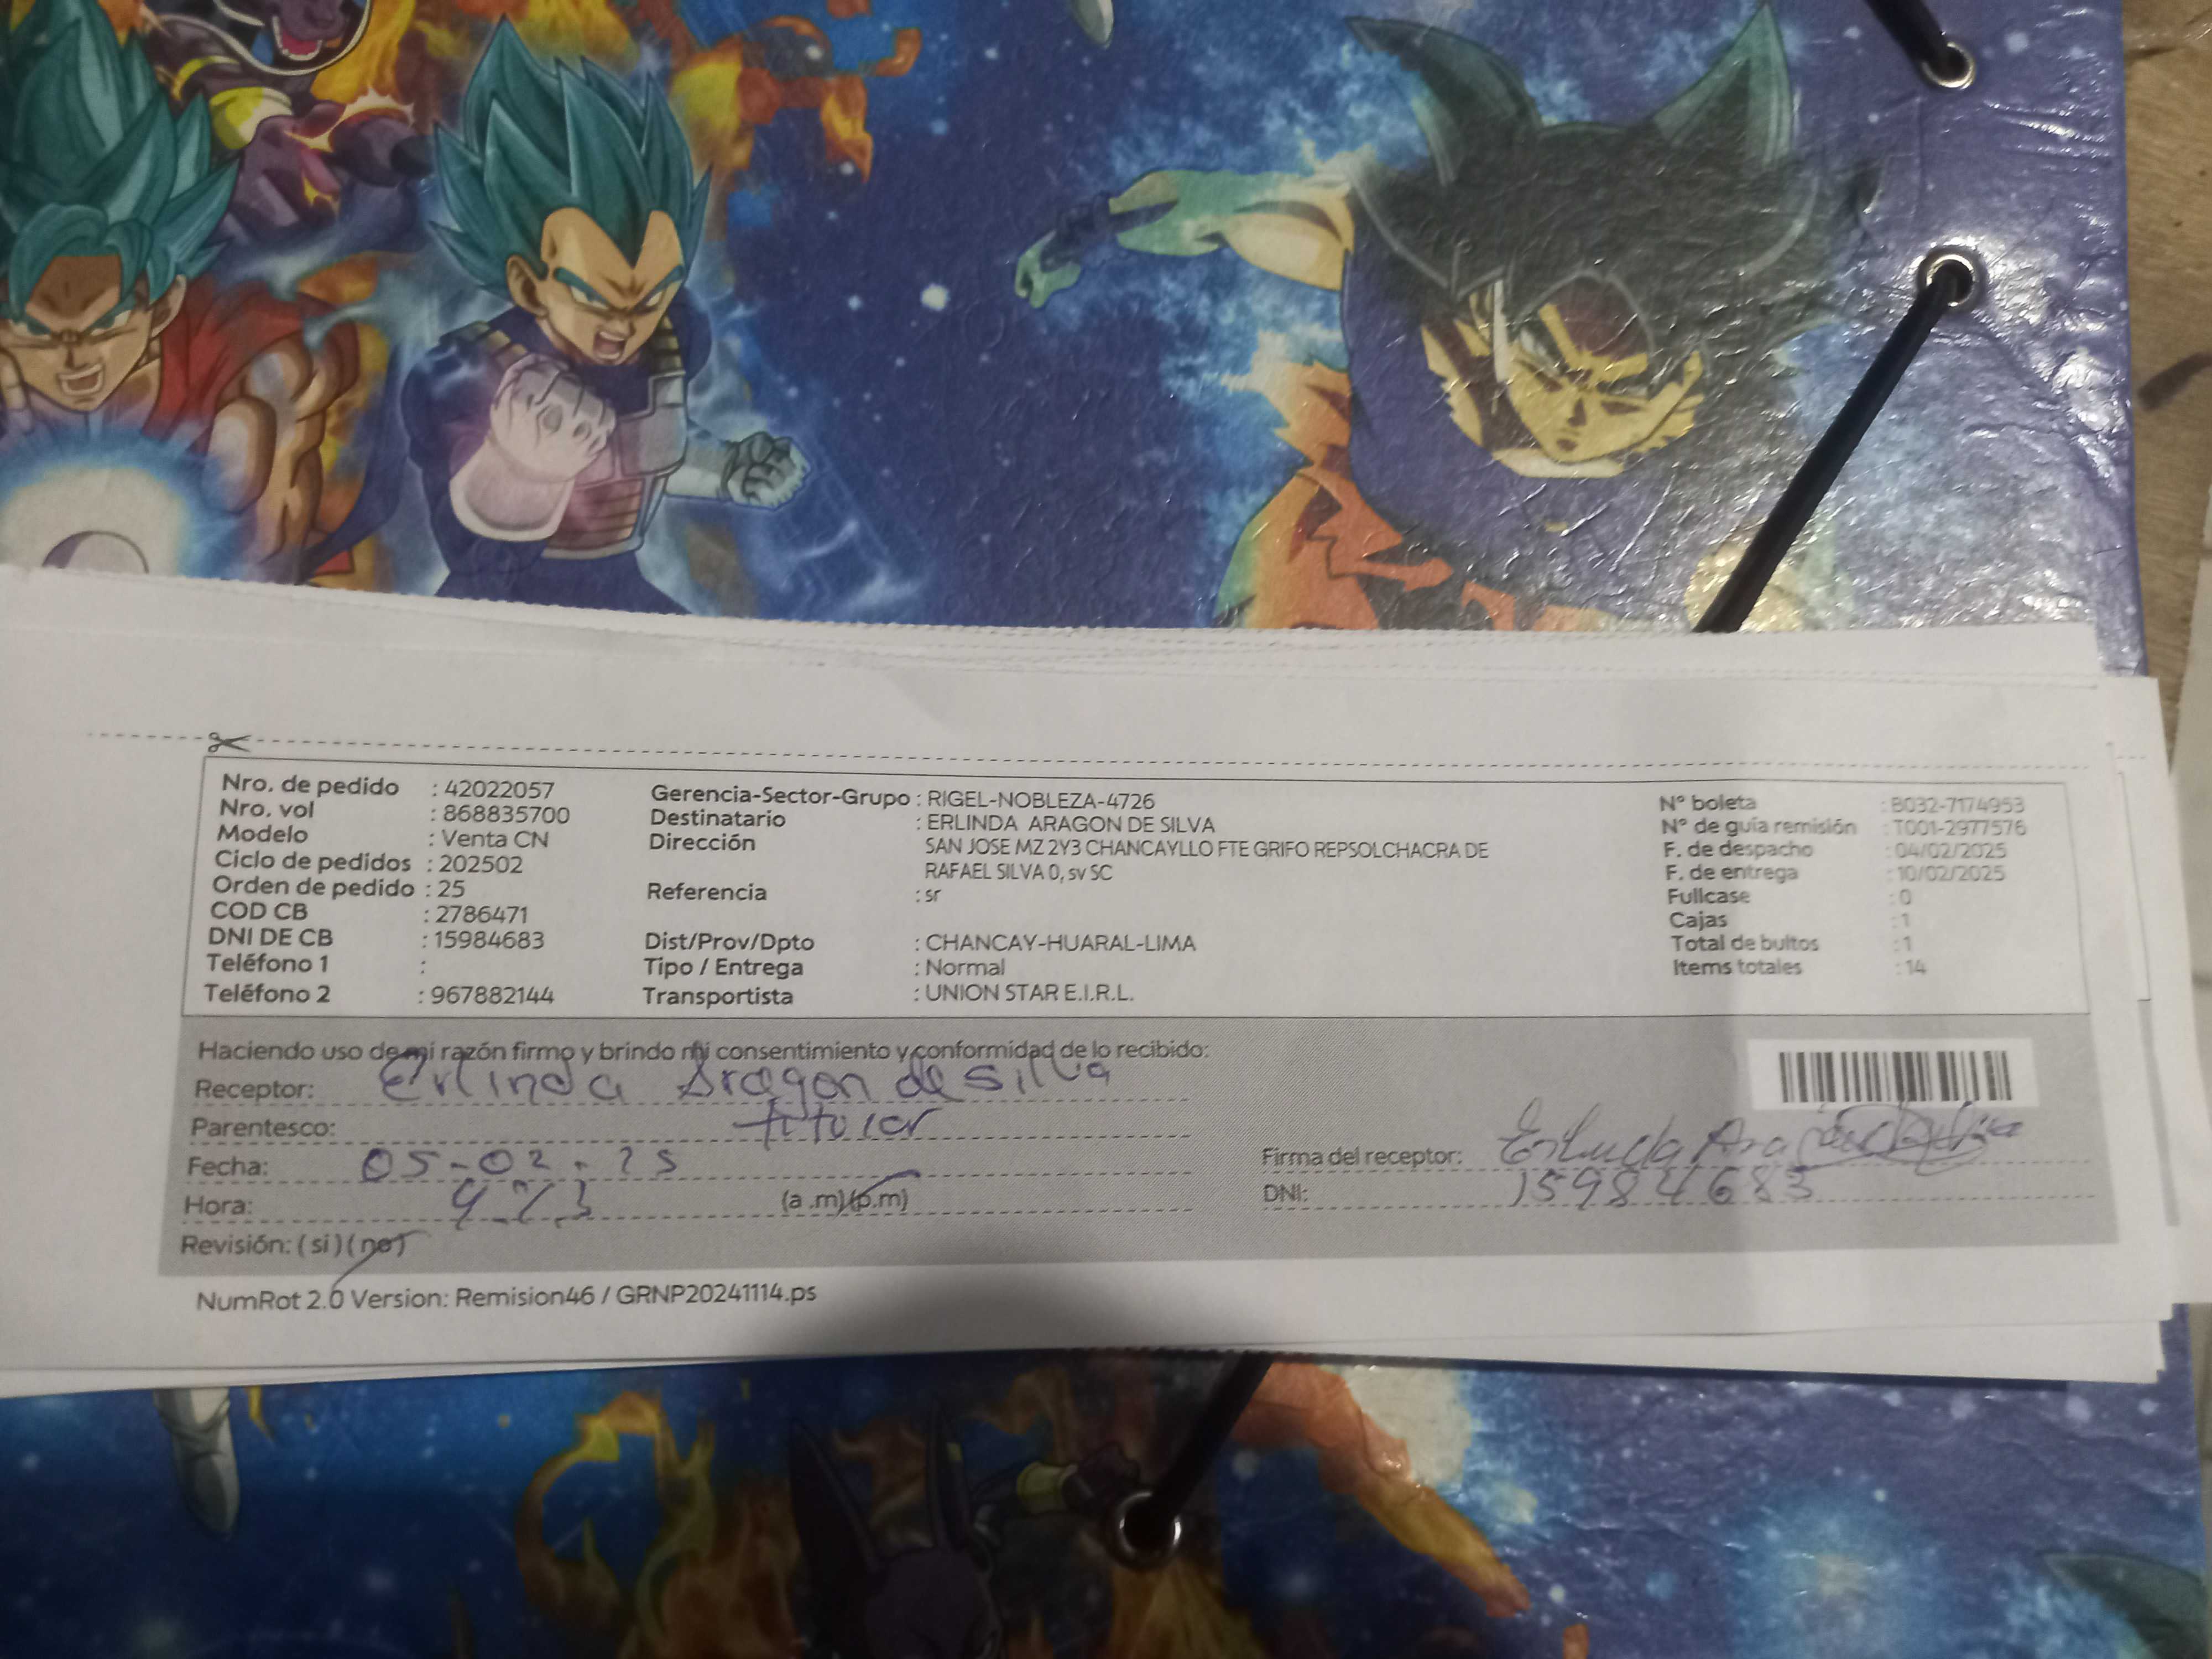 Nro. de pedido : 42022057
Nro. vol : 868835700
Modelo : Venta CN
Ciclo de pedidos : 202502
Orden de pedido : 25
COD CB : 2786471
DNI DE CB : 15984683
Teléfono 1 :
Teléfono 2 : 967882144
Gerencia-Sector-Grupo : RIGEL-NOBLEZA-4726
Destinatario : ERLINDA ARAGON DE SILVA
Dirección SAN JOSE MZ 2Y3 CHANCAYLLO FTE GRIFO REPSOLCHACRA DE
RAFAEL SILVA 0, sv SC
Referencia : sr
Dist/Prov/Dpto : CHANCAY-HUARAL-LIMA
Tipo / Entrega : Normal
Transportista : UNION STAR E.I.R.L.
N° boleta : B032-7174953
N° de guía remisión : T001-2977576
F. de despacho : 04/02/2025
F. de entrega : 10/02/2025
Fullcase : 0
Cajas : 1
Total de bultos : 1
Items totales : 14
Haciendo uso de mi razón firmo y brindo mi consentimiento y conformidad de lo recibido:
Receptor: Erlinda Aragon de silva
Parentesco: titular
Fecha: 05-02-25
Hora: (a .m)(p.m)
Revisión: (si) (no)
Firma del receptor: Erlinda
DNI: 15984683
NumRot 2.0 Version: Remision46 / GRNP20241114.ps